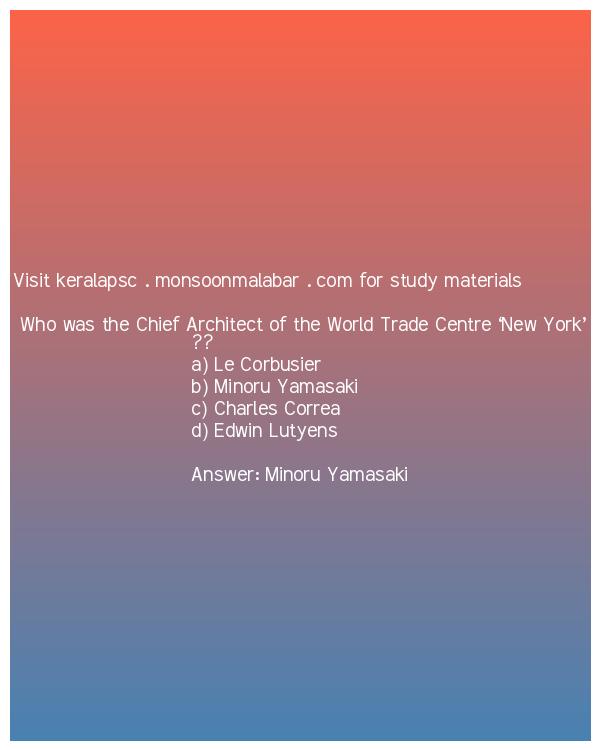 Visit keralapsc . monsoonmalabar . com for study materials
Who was the Chief Architect of the World Trade Centre ‘New York’
??
a) Le Corbusier
b) Minoru Yamasaki
c) Charles Correa
d) Edwin Lutyens
Answer: Minoru Yamasaki